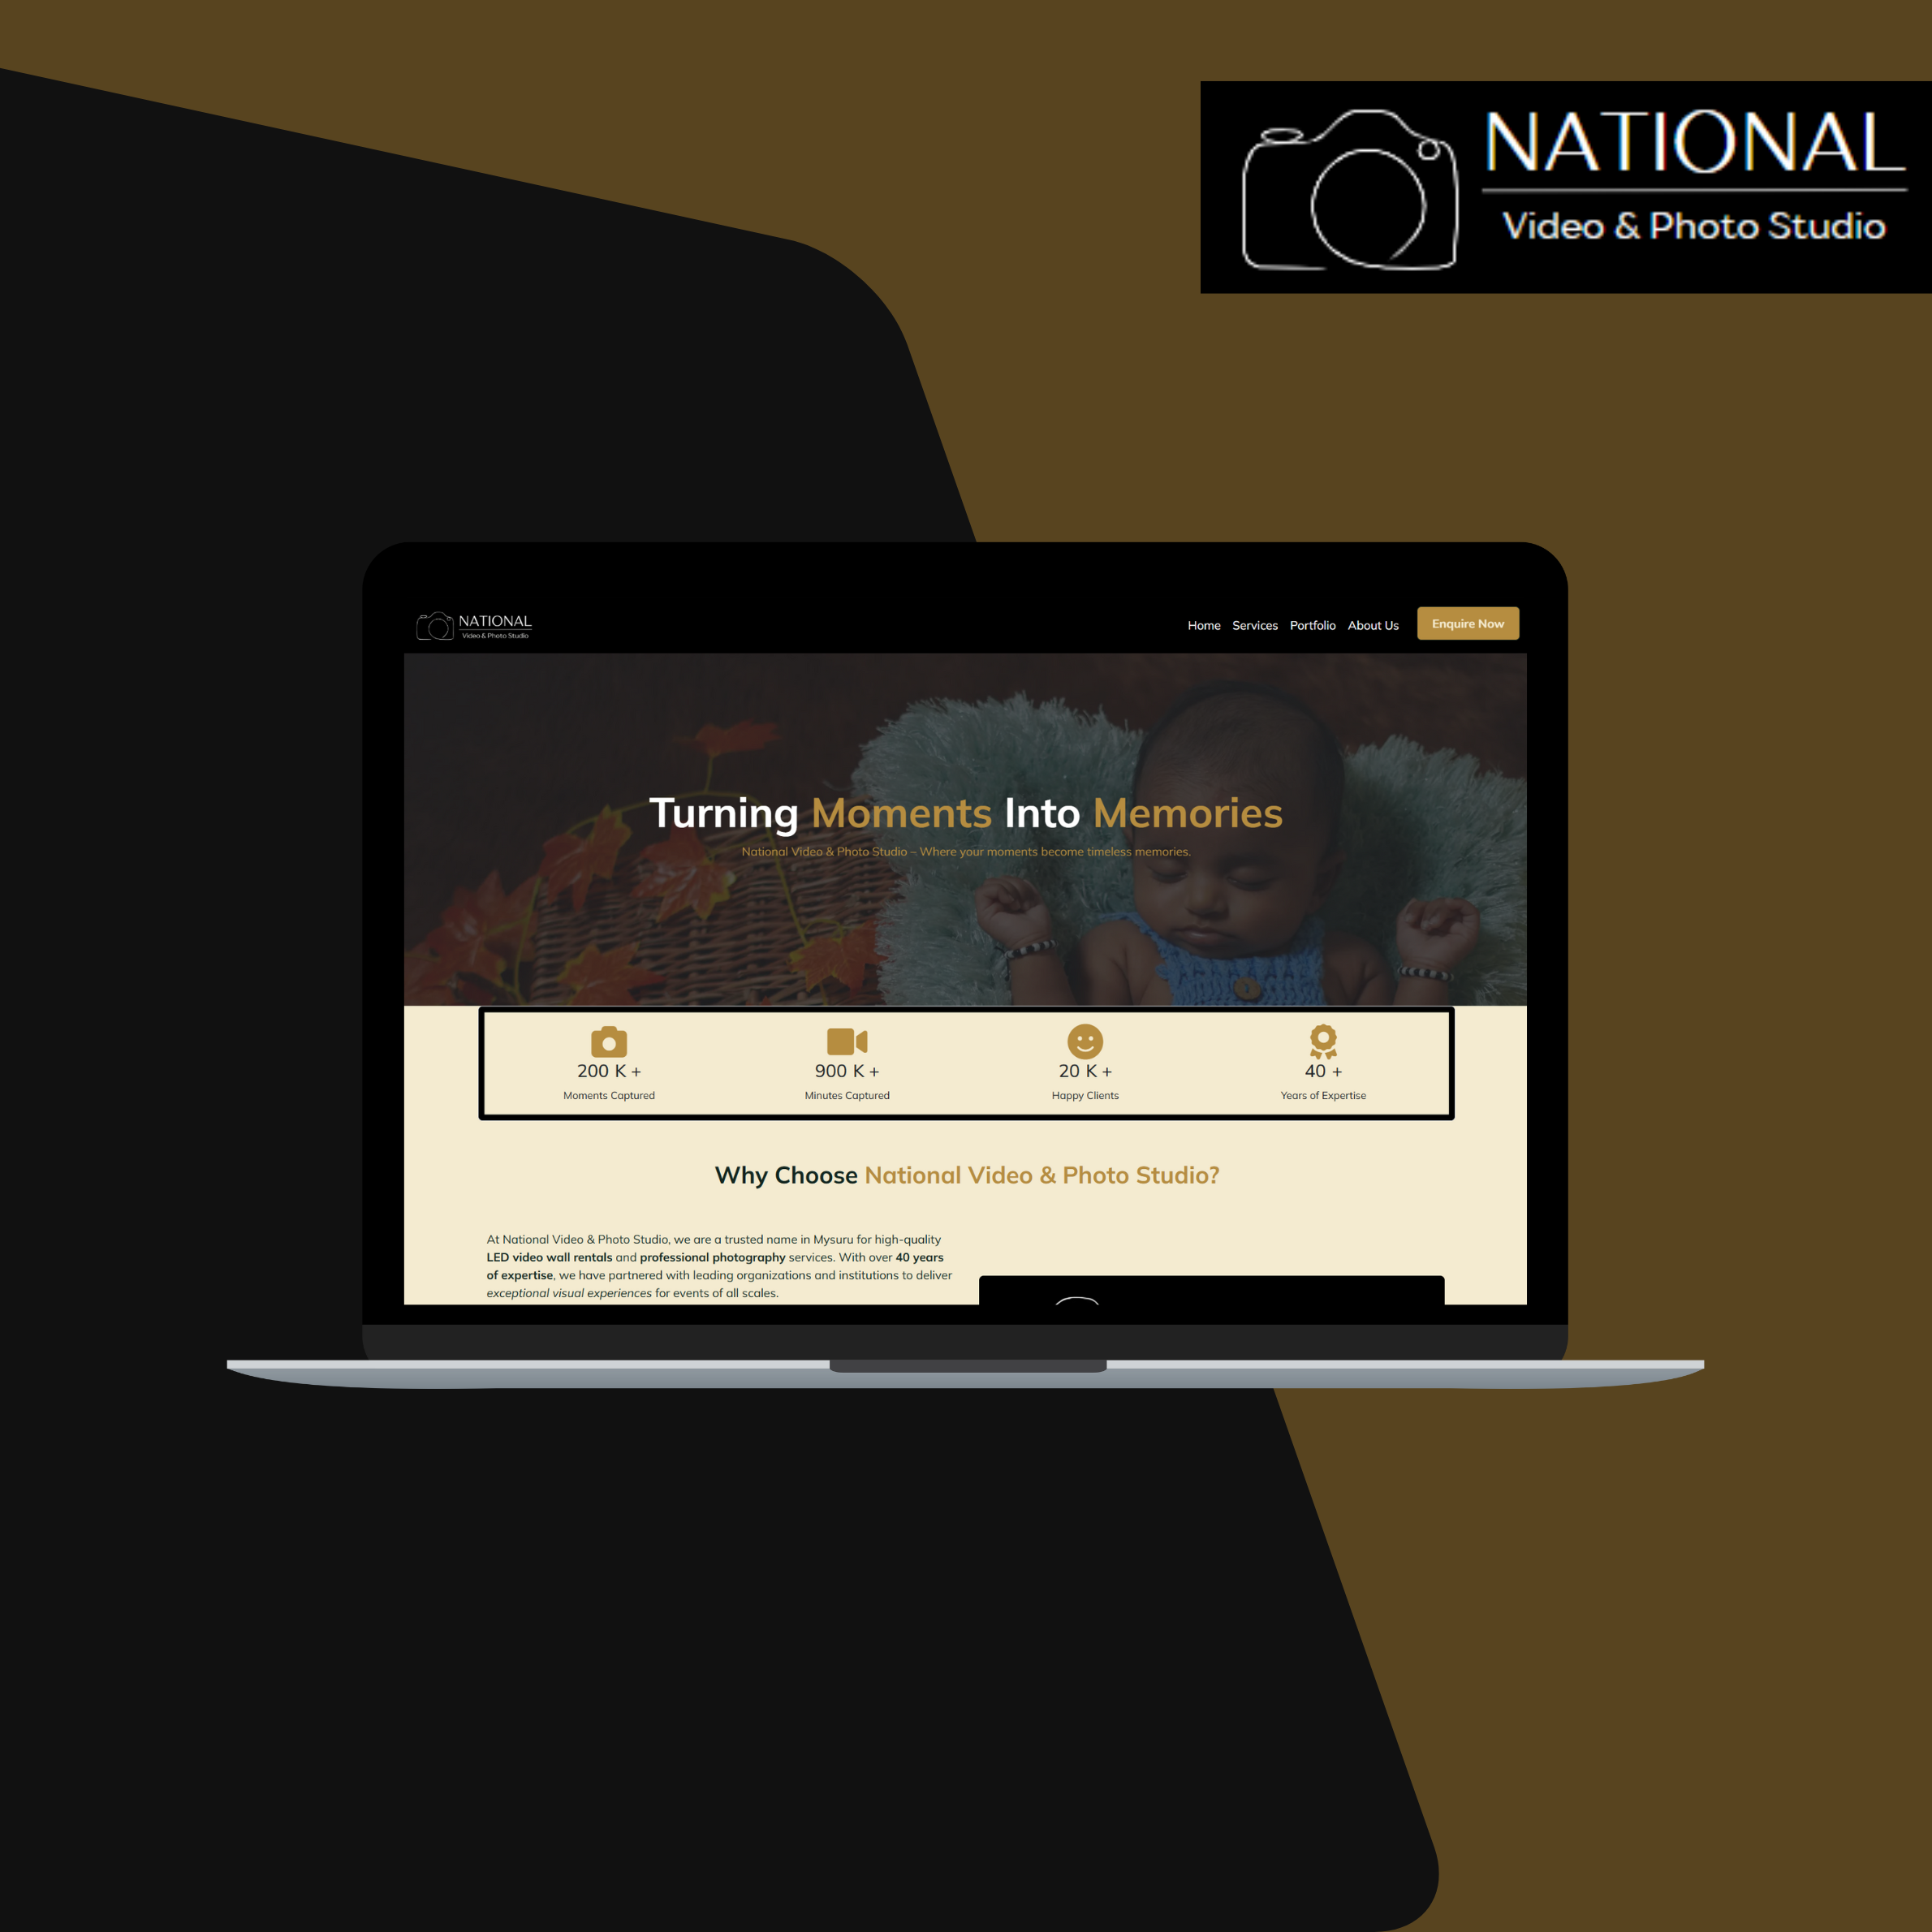 NATIONAL
Video & Photo Studio
NATIONAL
Video & Photo Studio
Home Services Portfolio About Us Enquire Now
Turning Moments Into Memories
National Video & Photo Studio – Where your moments become timeless memories.
200 K + 900 K + 20 K + 40 +
Moments Captured Minutes Captured Happy Clients Years of Expertise
Why Choose National Video & Photo Studio?
At National Video & Photo Studio, we are a trusted name in Mysuru for high-quality
LED video wall rentals and professional photography services. With over 40 years
of expertise, we have partnered with leading organizations and institutions to deliver
exceptional visual experiences for events of all scales.